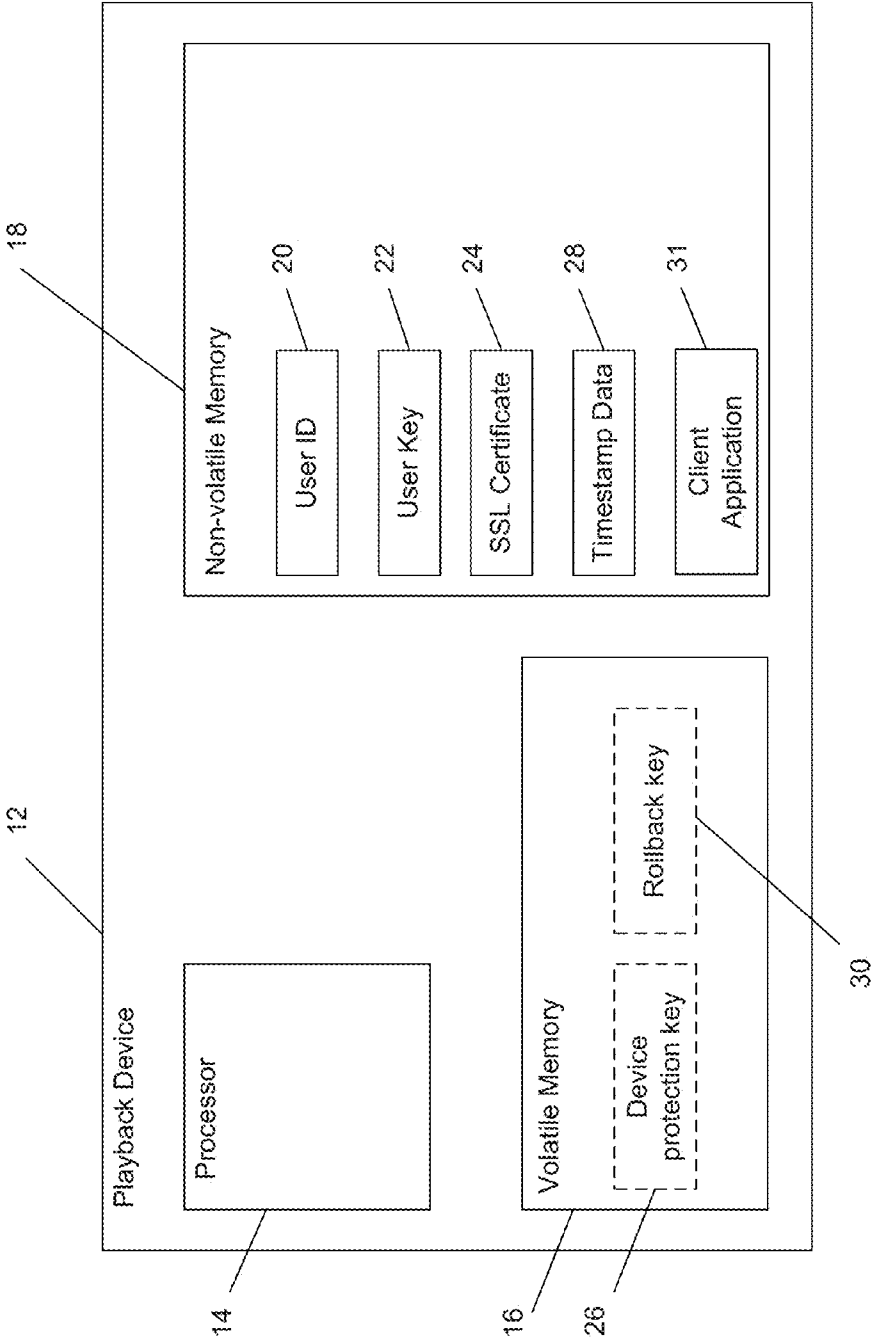 12
18
Playback Device
Processor
14
Non-volatile Memory
User ID
20
User Key
22
SSL Certificate
24
Timestamp Data
28
Client
Application
31
Volatile Memory
16
Device
protection key
26
Rollback key
30